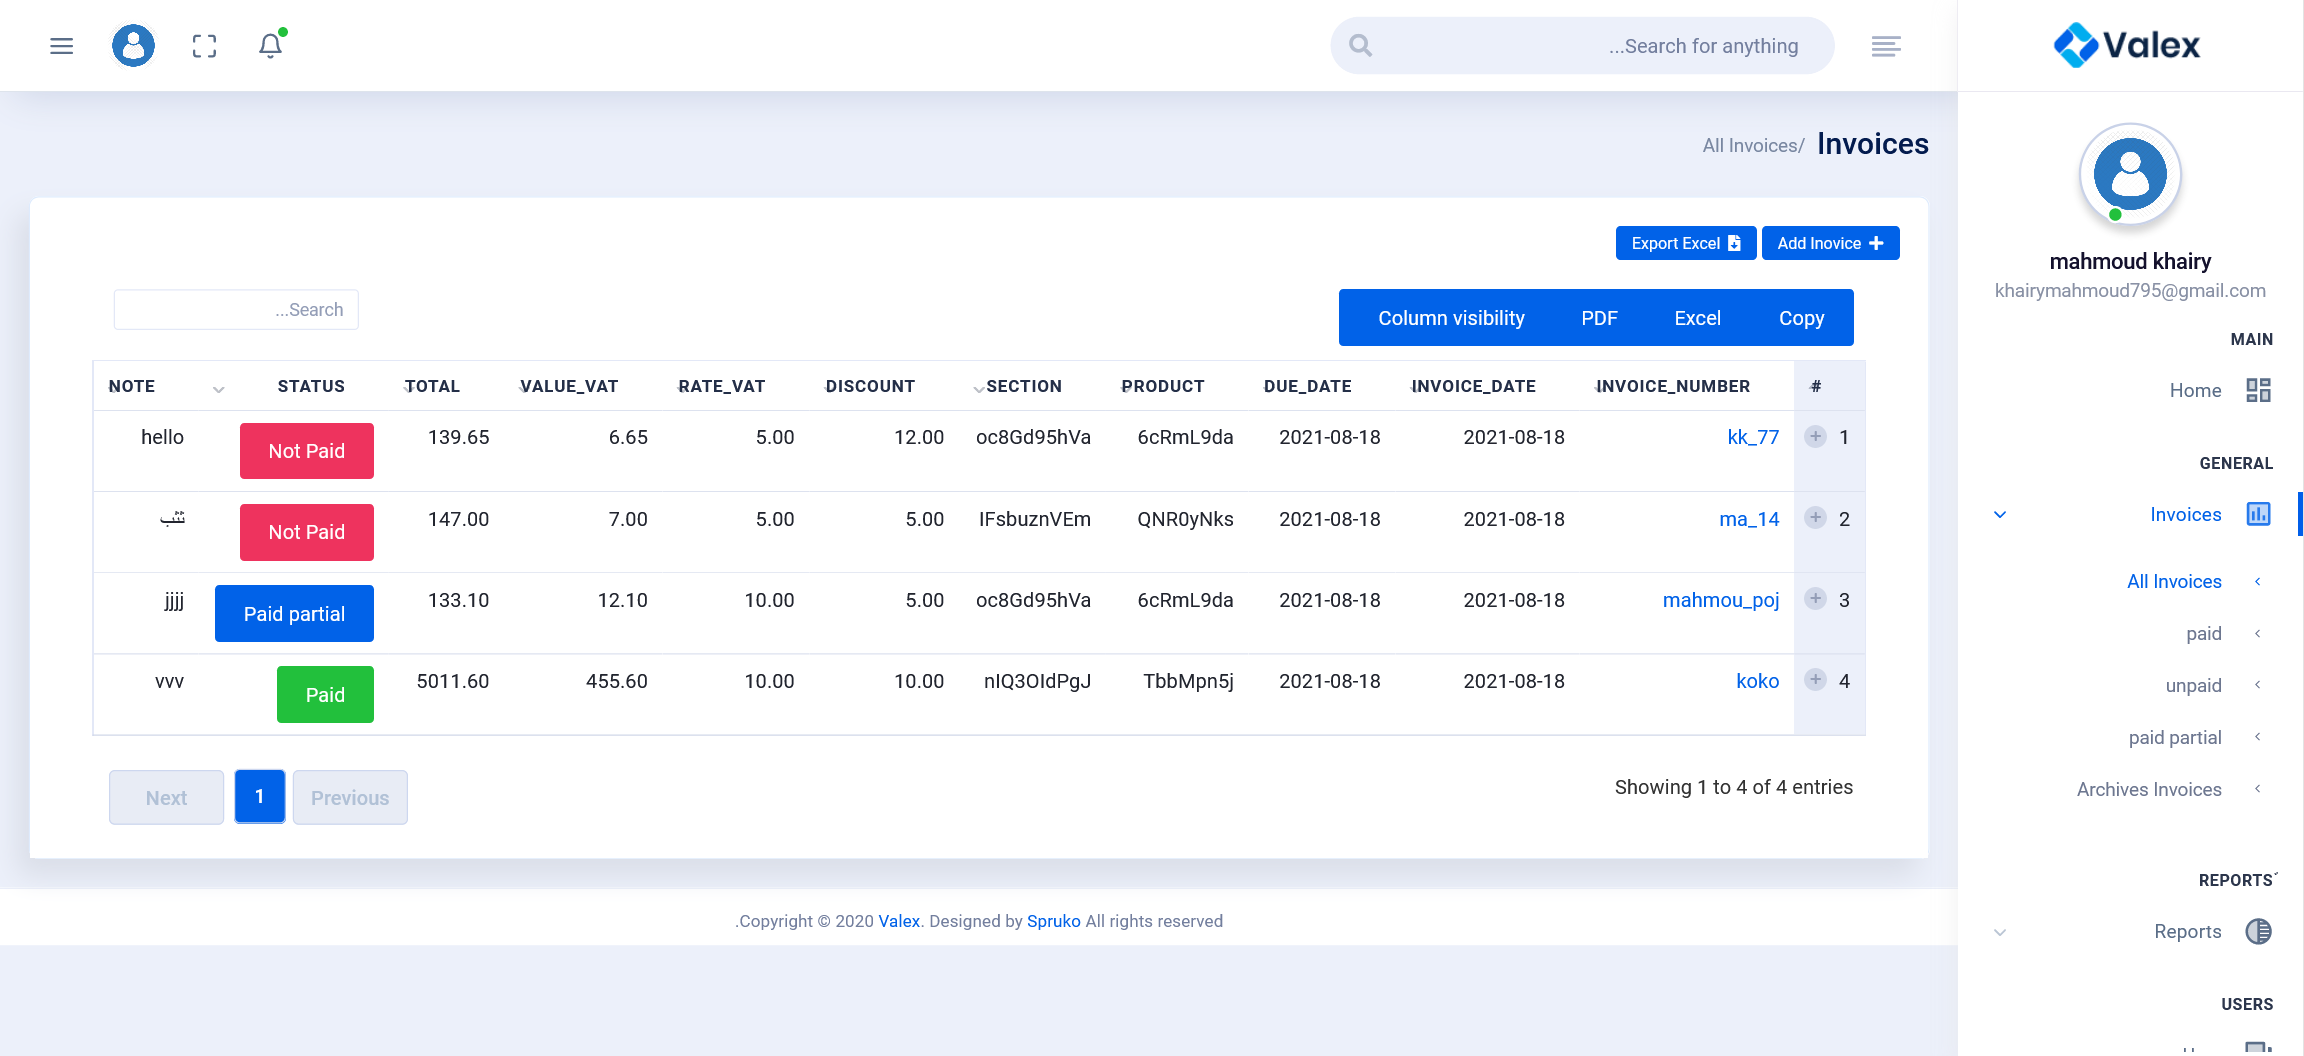 ...Search for anything
Valex
All Invoices/ Invoices
mahmoud khairy
khairymahmoud795@gmail.com
Export Excel Add Inovice
...Search
Column visibility PDF Excel Copy
NOTE STATUS TOTAL VALUE_VAT RATE_VAT DISCOUNT SECTION PRODUCT DUE_DATE INVOICE_DATE INVOICE_NUMBER #
hello Not Paid 139.65 6.65 5.00 12.00 oc8Gd95hVa 6cRmL9da 2021-08-18 2021-08-18 kk_77 1
Not Paid 147.00 7.00 5.00 5.00 IFsbuznVEm QNR0yNks 2021-08-18 2021-08-18 ma_14 2
jjjj Paid partial 133.10 12.10 10.00 5.00 oc8Gd95hVa 6cRmL9da 2021-08-18 2021-08-18 mahmou_poj 3
vvv Paid 5011.60 455.60 10.00 10.00 nIQ3OIdPgJ TbbMpn5j 2021-08-18 2021-08-18 koko 4
Next 1 Previous
Showing 1 to 4 of 4 entries
.Copyright © 2020 Valex. Designed by Spruko All rights reserved
MAIN
Home
GENERAL
Invoices
All Invoices
paid
unpaid
paid partial
Archives Invoices
REPORTS
Reports
USERS